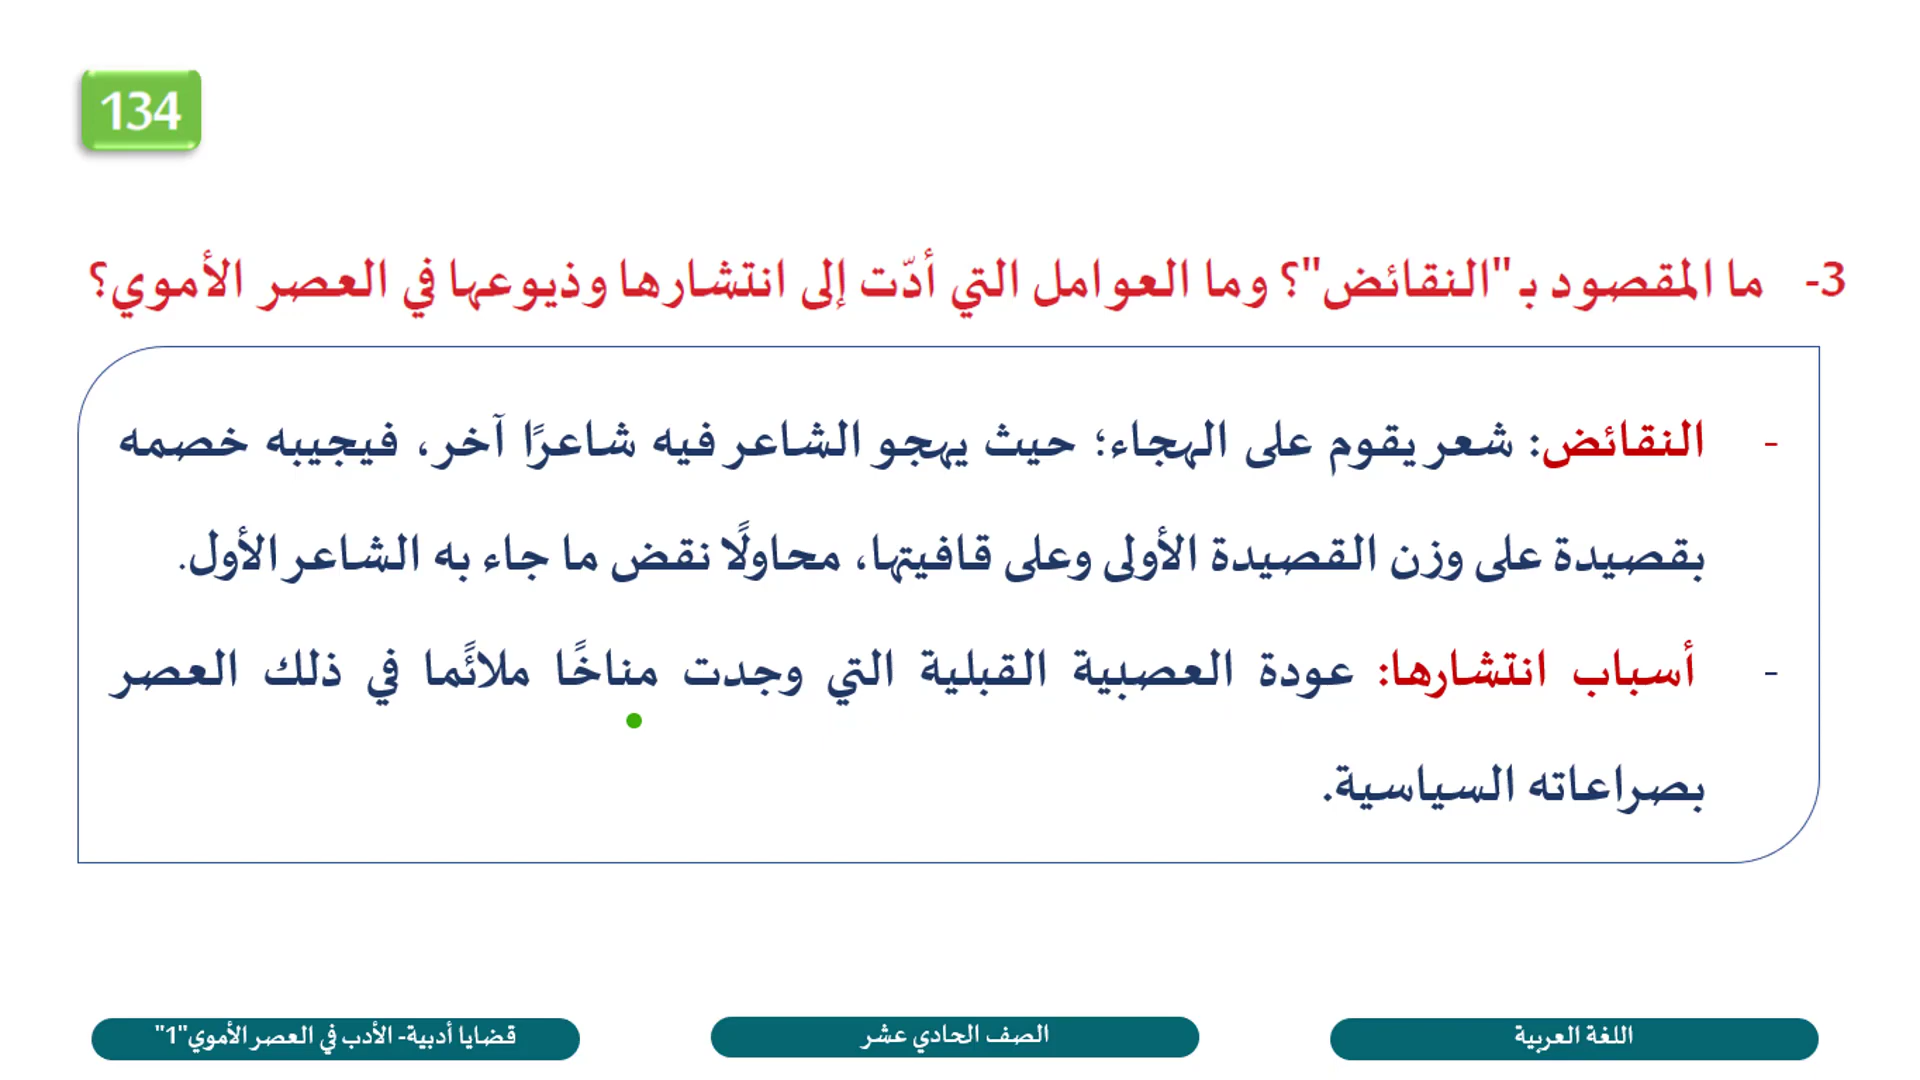 134
3- ما المقصود بـ "النقائض"؟ وما العوامل التي أدّت إلى انتشارها وذيوعها في العصر الأموي؟
- النقائض: شعر يقوم على الهجاء؛ حيث يهجو الشاعر فيه شاعرًا آخر، فيجيبه خصمه
بقصيدة على وزن القصيدة الأولى وعلى قافيتها، محاولًا نقض ما جاء به الشاعر الأول.
- أسباب انتشارها: عودة العصبية القبلية التي وجدت مناخًا ملائًما في ذلك العصر
بصراعاته السياسية.
اللغة العربية
الصف الحادي عشر
قضايا أدبية- الأدب في العصر الأموي"1"